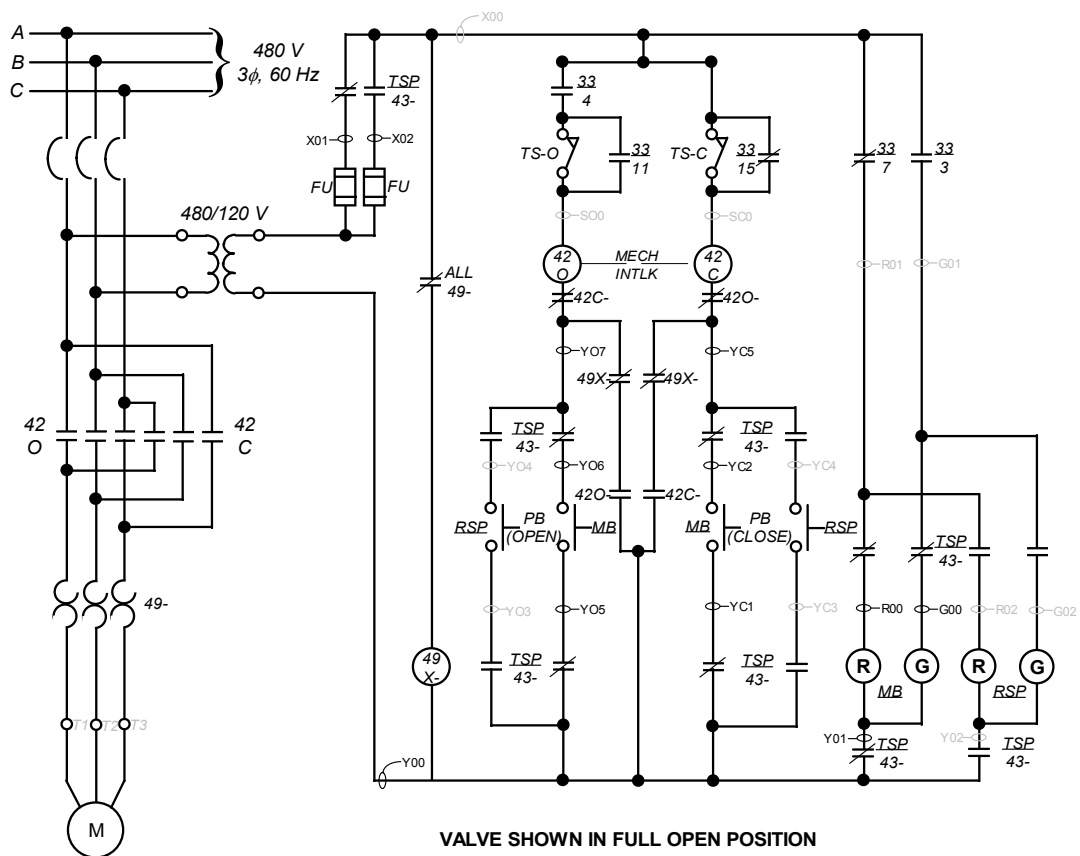 A
B
C
480 V
3ϕ, 60 Hz
X00
TSP
43-
X01
X02
FU
FU
33
4
TS-O
33
11
TS-C
33
15
33
7
33
3
480/120 V
SO0
SC0
ALL
49-
42
O
MECH
INTLK
42
C
R01
G01
42C-
42O-
YO7
YC5
49X-
49X-
42
O
42
C
TSP
43-
TSP
43-
YO4
YO6
YC2
YC4
42O-
42C-
RSP
PB
(OPEN)
MB
MB
PB
(CLOSE)
RSP
TSP
43-
49-
YO3
YO5
YC1
YC3
R00
G00
R02
G02
49
X-
TSP
43-
TSP
43-
R
G
R
G
MB
RSP
T1
T2
T3
Y01
TSP
43-
Y02
TSP
43-
Y00
M
VALVE SHOWN IN FULL OPEN POSITION